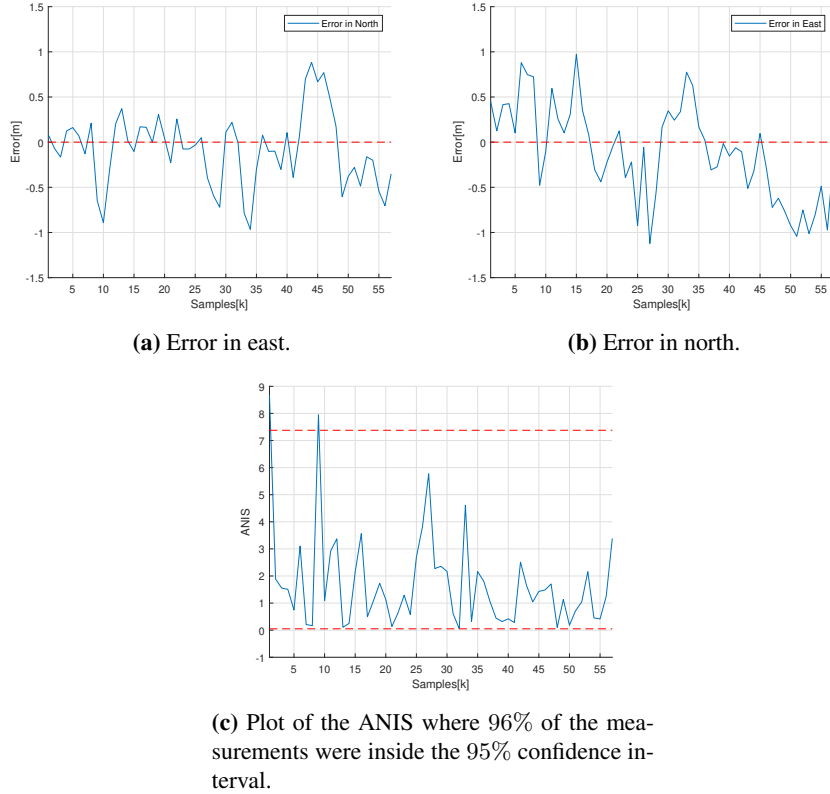 Error in North
1.5
1
0.5
0
-0.5
-1
-1.5
Error[m]
5 10 15 20 25 30 35 40 45 50 55
Samples[k]
(a) Error in east.
Error in East
1.5
1
0.5
0
-0.5
-1
-1.5
Error[m]
5 10 15 20 25 30 35 40 45 50 55
Samples[k]
(b) Error in north.
9
8
7
6
5
4
3
2
1
0
-1
ANIS
5 10 15 20 25 30 35 40 45 50 55
Samples[k]
(c) Plot of the ANIS where 96% of the mea-
surements were inside the 95% confidence in-
terval.